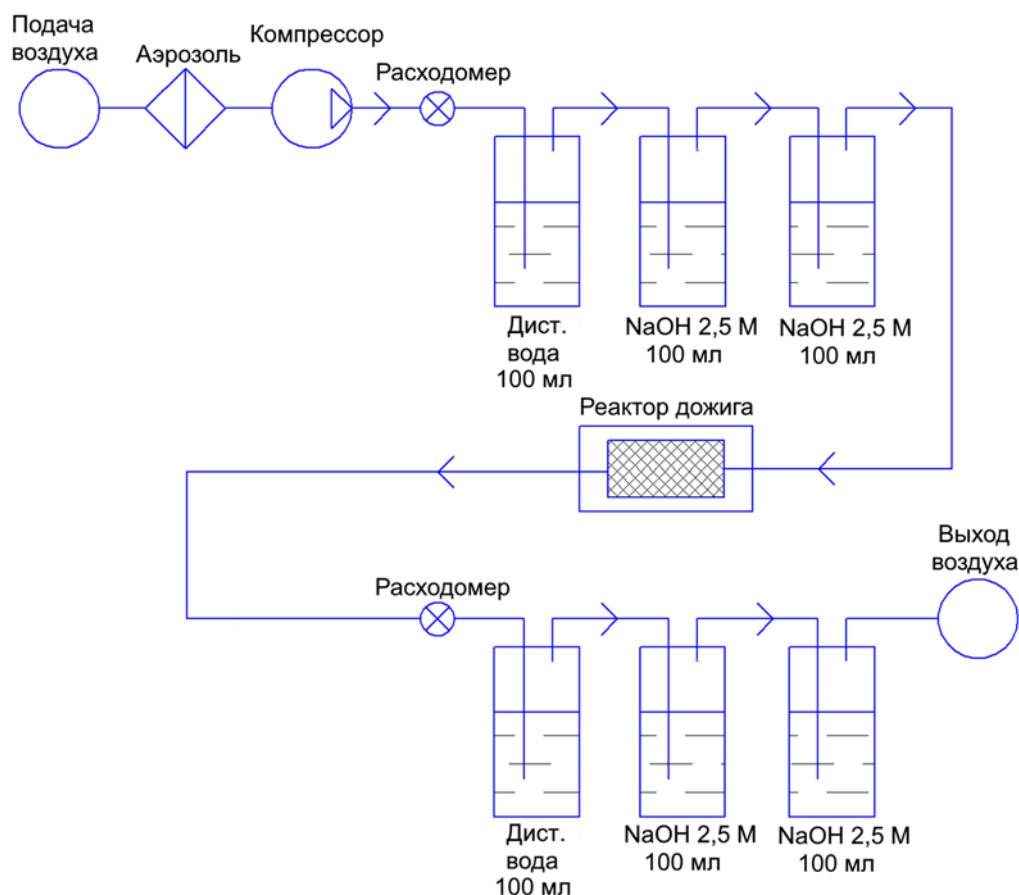 Подача
воздуха
Аэрозоль
Компрессор
Расходомер
Дист.
вода
100 мл
NaOH 2,5 М
100 мл
NaOH 2,5 М
100 мл
Реактор дожига
Выход
воздуха
Расходомер
Дист.
вода
100 мл
NaOH 2,5 М
100 мл
NaOH 2,5 М
100 мл